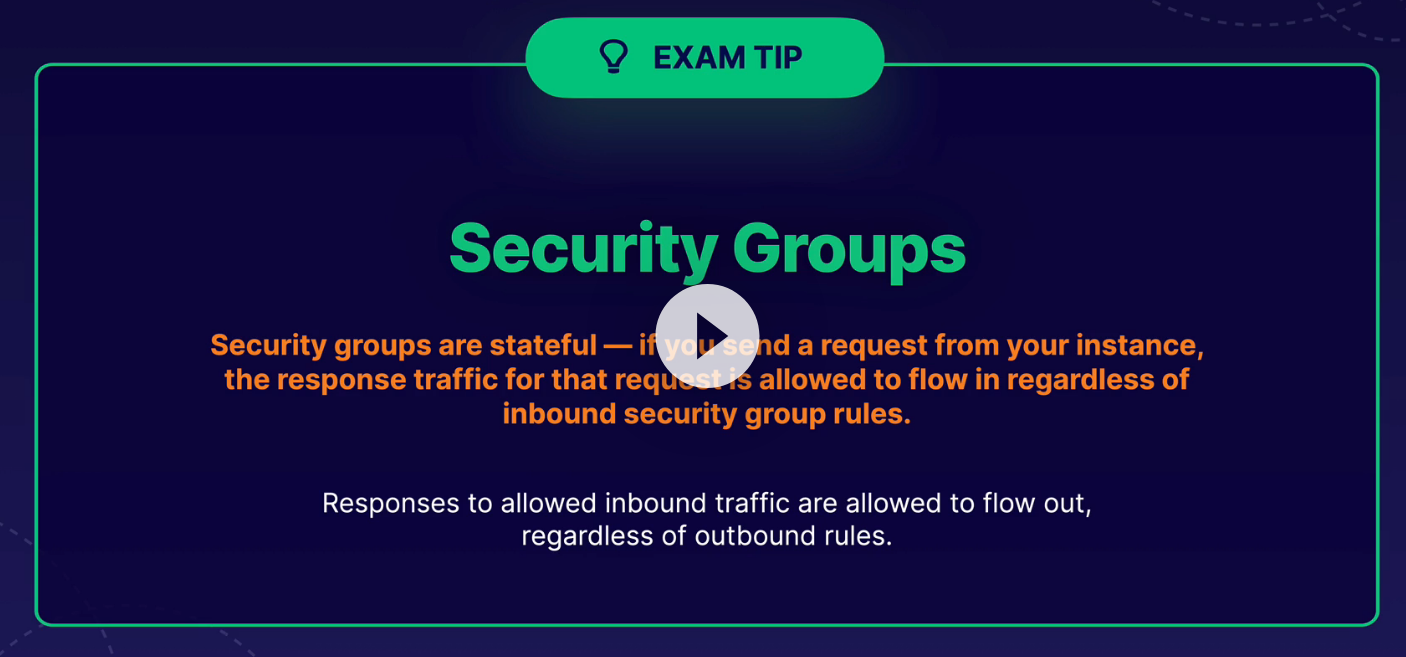 EXAM TIP
Security Groups
Security groups are stateful — if you send a request from your instance,
the response traffic for that request is allowed to flow in regardless of
inbound security group rules.
Responses to allowed inbound traffic are allowed to flow out,
regardless of outbound rules.